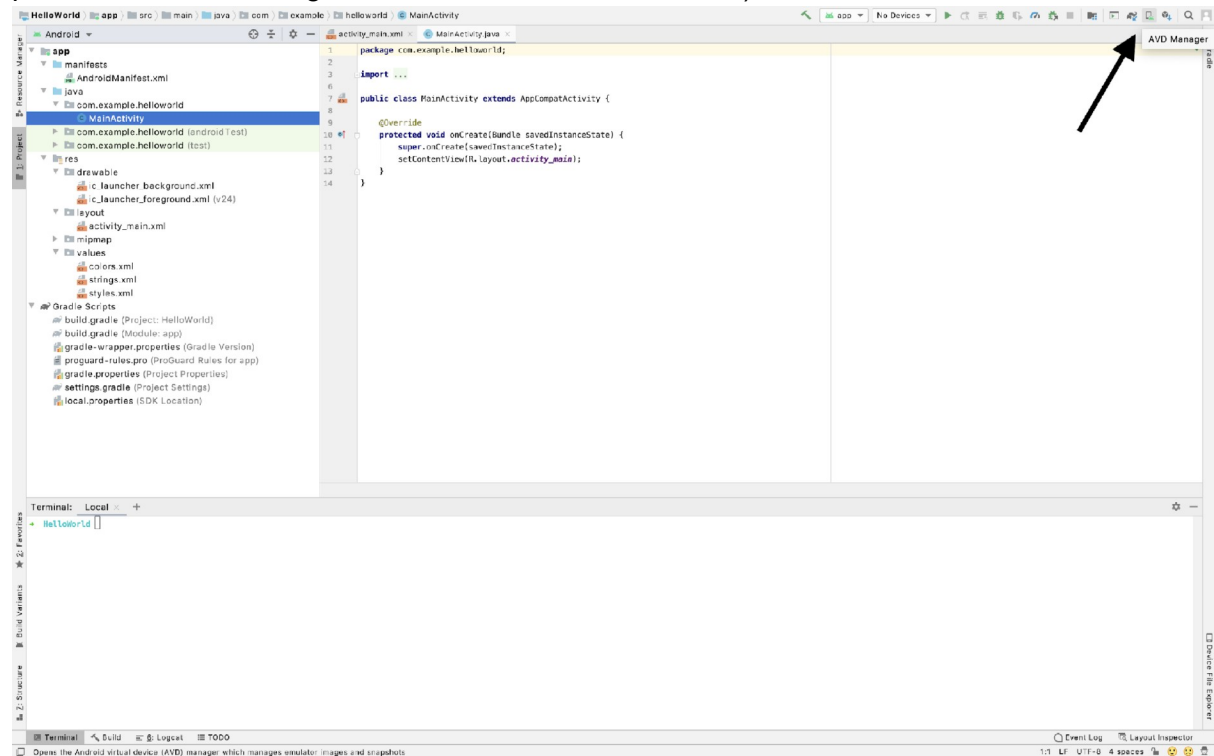 HelloWorld app src main java com example helloworld MainActivity
app No Devices
AVD Manager
Android
activity_main.xml MainActivity.java
app
manifests
AndroidManifest.xml
java
com.example.helloworld
MainActivity
com.example.helloworld (androidTest)
com.example.helloworld (test)
res
drawable
ic_launcher_background.xml
ic_launcher_foreground.xml (v24)
layout
activity_main.xml
mipmap
values
colors.xml
strings.xml
styles.xml
Gradle Scripts
build.gradle (Project: HelloWorld)
build.gradle (Module: app)
gradle-wrapper.properties (Gradle Version)
proguard-rules.pro (ProGuard Rules for app)
gradle.properties (Project Properties)
settings.gradle (Project Settings)
local.properties (SDK Location)
1 package com.example.helloworld;
2
3 import ...
6
7 public class MainActivity extends AppCompatActivity {
8
9 @Override
10 protected void onCreate(Bundle savedInstanceState) {
11 super.onCreate(savedInstanceState);
12 setContentView(R.layout.activity_main);
13 }
14 }
Resource Manager
1: Project
2: Favorites
Build Variants
7: Structure
Device File Explorer
Terminal: Local +
HelloWorld
Terminal Build 6: Logcat TODO
Event Log Layout Inspector
Opens the Android virtual device (AVD) manager which manages emulator images and snapshots
1:1 LF UTF-8 4 spaces